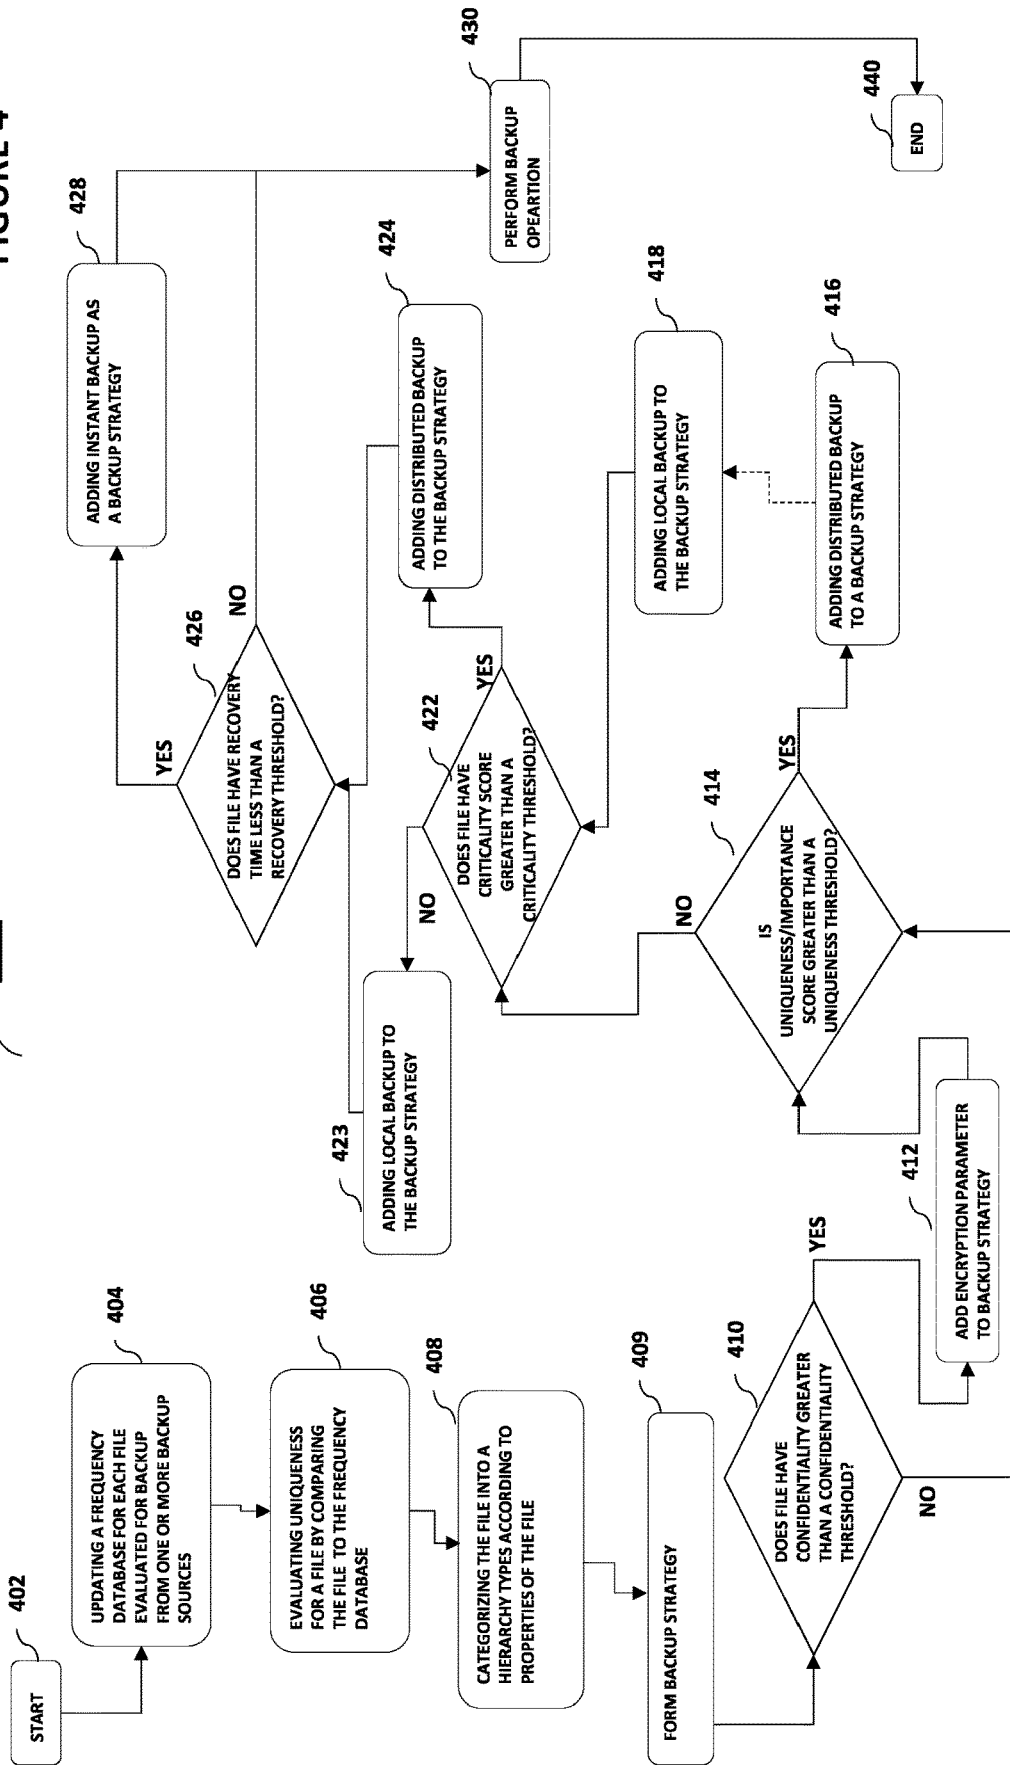 FIGURE 4
402
START
404
UPDATING A FREQUENCY
DATABASE FOR EACH FILE
EVALUATED FOR BACKUP
FROM ONE OR MORE BACKUP
SOURCES
406
EVALUATING UNIQUENESS
FOR A FILE BY COMPARING
THE FILE TO THE FREQUENCY
DATABASE
408
CATEGORIZING THE FILE INTO A
HIERARCHY TYPES ACCORDING TO
PROPERTIES OF THE FILE
409
FORM BACKUP STRATEGY
410
DOES FILE HAVE
CONFIDENTIALITY GREATER
THAN A CONFIDENTIALITY
THRESHOLD?
YES
NO
412
ADD ENCRYPTION PARAMETER
TO BACKUP STRATEGY
414
IS
UNIQUENESS/IMPORTANCE
SCORE GREATER THAN A
UNIQUENESS THRESHOLD?
YES
NO
416
ADDING DISTRIBUTED BACKUP
TO A BACKUP STRATEGY
418
ADDING LOCAL BACKUP TO
THE BACKUP STRATEGY
422
DOES FILE HAVE
CRITICALITY SCORE
GREATER THAN A
CRITICALITY THRESHOLD?
YES
NO
423
ADDING LOCAL BACKUP TO
THE BACKUP STRATEGY
424
ADDING DISTRIBUTED BACKUP
TO THE BACKUP STRATEGY
426
DOES FILE HAVE RECOVERY
TIME LESS THAN A
RECOVERY THRESHOLD?
YES
NO
428
ADDING INSTANT BACKUP AS
A BACKUP STRATEGY
430
PERFORM BACKUP
OPEARTION
440
END